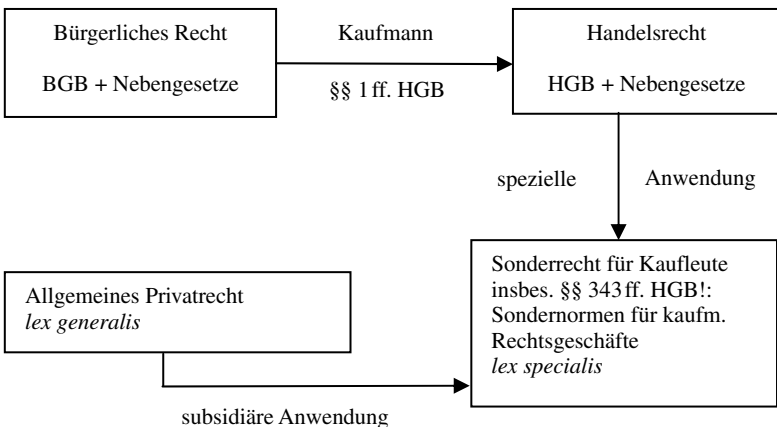 Bürgerliches Recht
BGB + Nebengesetze
Kaufmann
§§ 1 ff. HGB
Handelsrecht
HGB + Nebengesetze
spezielle Anwendung
Allgemeines Privatrecht
lex generalis
Sonderrecht für Kaufleute
insbes. §§ 343 ff. HGB!:
Sondernormen für kaufm.
Rechtsgeschäfte
lex specialis
subsidiäre Anwendung